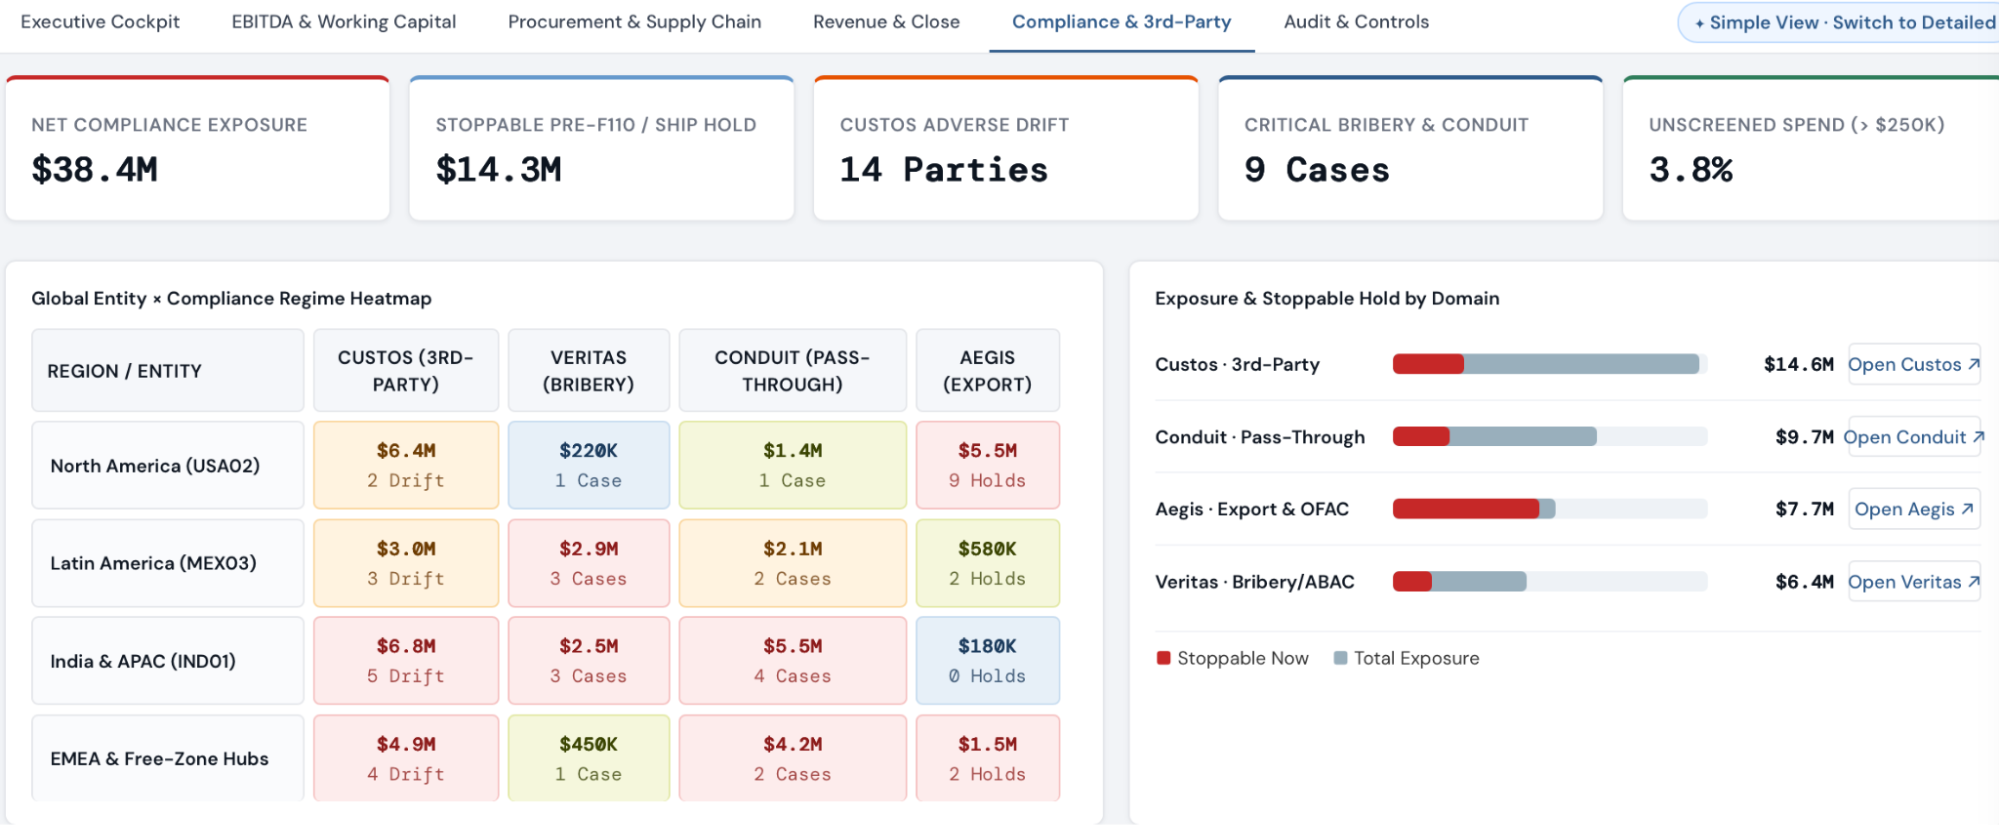 Executive Cockpit
EBITDA & Working Capital
Procurement & Supply Chain
Revenue & Close
Compliance & 3rd-Party
Audit & Controls
✦ Simple View · Switch to Detailed
NET COMPLIANCE EXPOSURE
$38.4M
STOPPABLE PRE-F110 / SHIP HOLD
$14.3M
CUSTOS ADVERSE DRIFT
14 Parties
CRITICAL BRIBERY & CONDUIT
9 Cases
UNSCREENED SPEND (> $250K)
3.8%
Global Entity × Compliance Regime Heatmap
REGION / ENTITY
CUSTOS (3RD-
PARTY)
VERITAS
(BRIBERY)
CONDUIT (PASS-
THROUGH)
AEGIS
(EXPORT)
North America (USA02)
$6.4M
2 Drift
$220K
1 Case
$1.4M
1 Case
$5.5M
9 Holds
Latin America (MEX03)
$3.0M
3 Drift
$2.9M
3 Cases
$2.1M
2 Cases
$580K
2 Holds
India & APAC (IND01)
$6.8M
5 Drift
$2.5M
3 Cases
$5.5M
4 Cases
$180K
0 Holds
EMEA & Free-Zone Hubs
$4.9M
4 Drift
$450K
1 Case
$4.2M
2 Cases
$1.5M
2 Holds
Exposure & Stoppable Hold by Domain
Custos · 3rd-Party
$14.6M
Open Custos ↗
Conduit · Pass-Through
$9.7M
Open Conduit ↗
Aegis · Export & OFAC
$7.7M
Open Aegis ↗
Veritas · Bribery/ABAC
$6.4M
Open Veritas ↗
Stoppable Now
Total Exposure